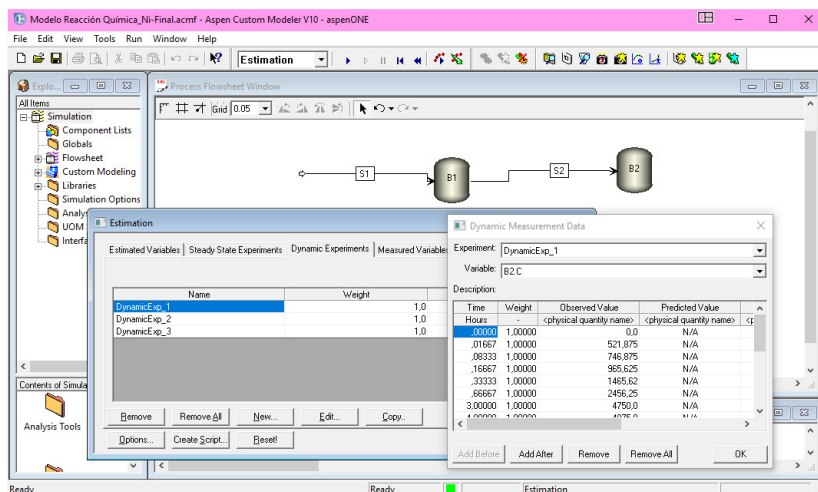 Modelo Reacción Química_Ni-Final.acmf - Aspen Custom Modeler V10 - aspenONE
File Edit View Tools Run Window Help
Estimation
Explo...
Process Flowsheet Window
All Items
Simulation
Component Lists
Globals
Flowsheet
Custom Modeling
Libraries
Simulation Options
Analys
UOM
Interfa
Grid 0.05
S1
B1
S2
B2
Contents of Simula
Analysis Tools
Estimation
Estimated Variables Steady State Experiments Dynamic Experiments Measured Variable
Name Weight
DynamicExp_1 1,0
DynamicExp_2 1,0
DynamicExp_3 1,0
Remove Remove All New... Edit... Copy..
Options... Create Script... Reset!
Dynamic Measurement Data
Experiment: DynamicExp_1
Variable: B2.C
Description:
Time Weight Observed Value Predicted Value
Hours - <physical quantity name> <physical quantity name> <p
,00000 1,00000 0,0 N/A
,01667 1,00000 521,875 N/A
,08333 1,00000 746,875 N/A
,16667 1,00000 965,625 N/A
,33333 1,00000 1465,62 N/A
,66667 1,00000 2456,25 N/A
3,00000 1,00000 4750,0 N/A
Add Before Add After Remove Remove All OK
Ready Ready Estimation